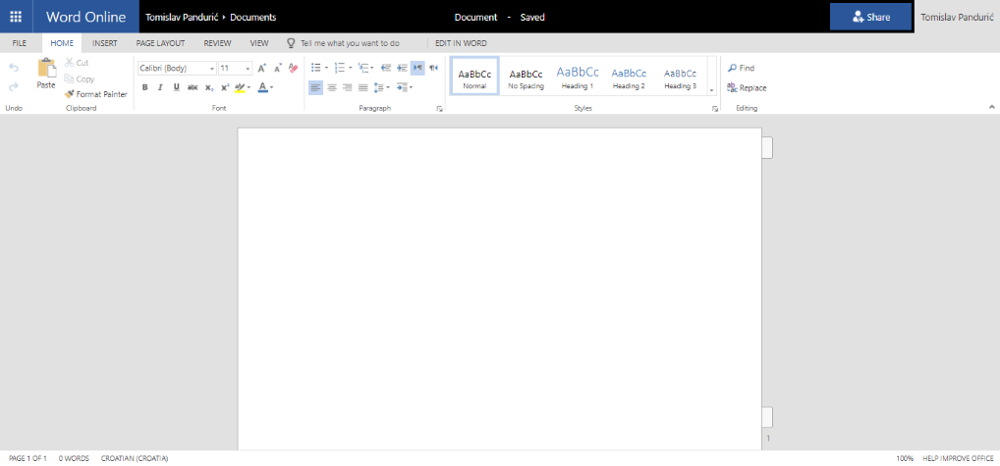 Word Online Tomislav Pandurić ▸ Documents Document - Saved Share Tomislav Pandurić
FILE HOME INSERT PAGE LAYOUT REVIEW VIEW Tell me what you want to do EDIT IN WORD
Cut
Copy
Format Painter
Paste
Undo Clipboard
Calibri (Body) 11
B I U abc x₂ x² A
Font
Paragraph
AaBbCc AaBbCc AaBbCc AaBbCc AaBbCc
Normal No Spacing Heading 1 Heading 2 Heading 3
Styles
Find
Replace
Editing
1
PAGE 1 OF 1 0 WORDS CROATIAN (CROATIA) 100% HELP IMPROVE OFFICE